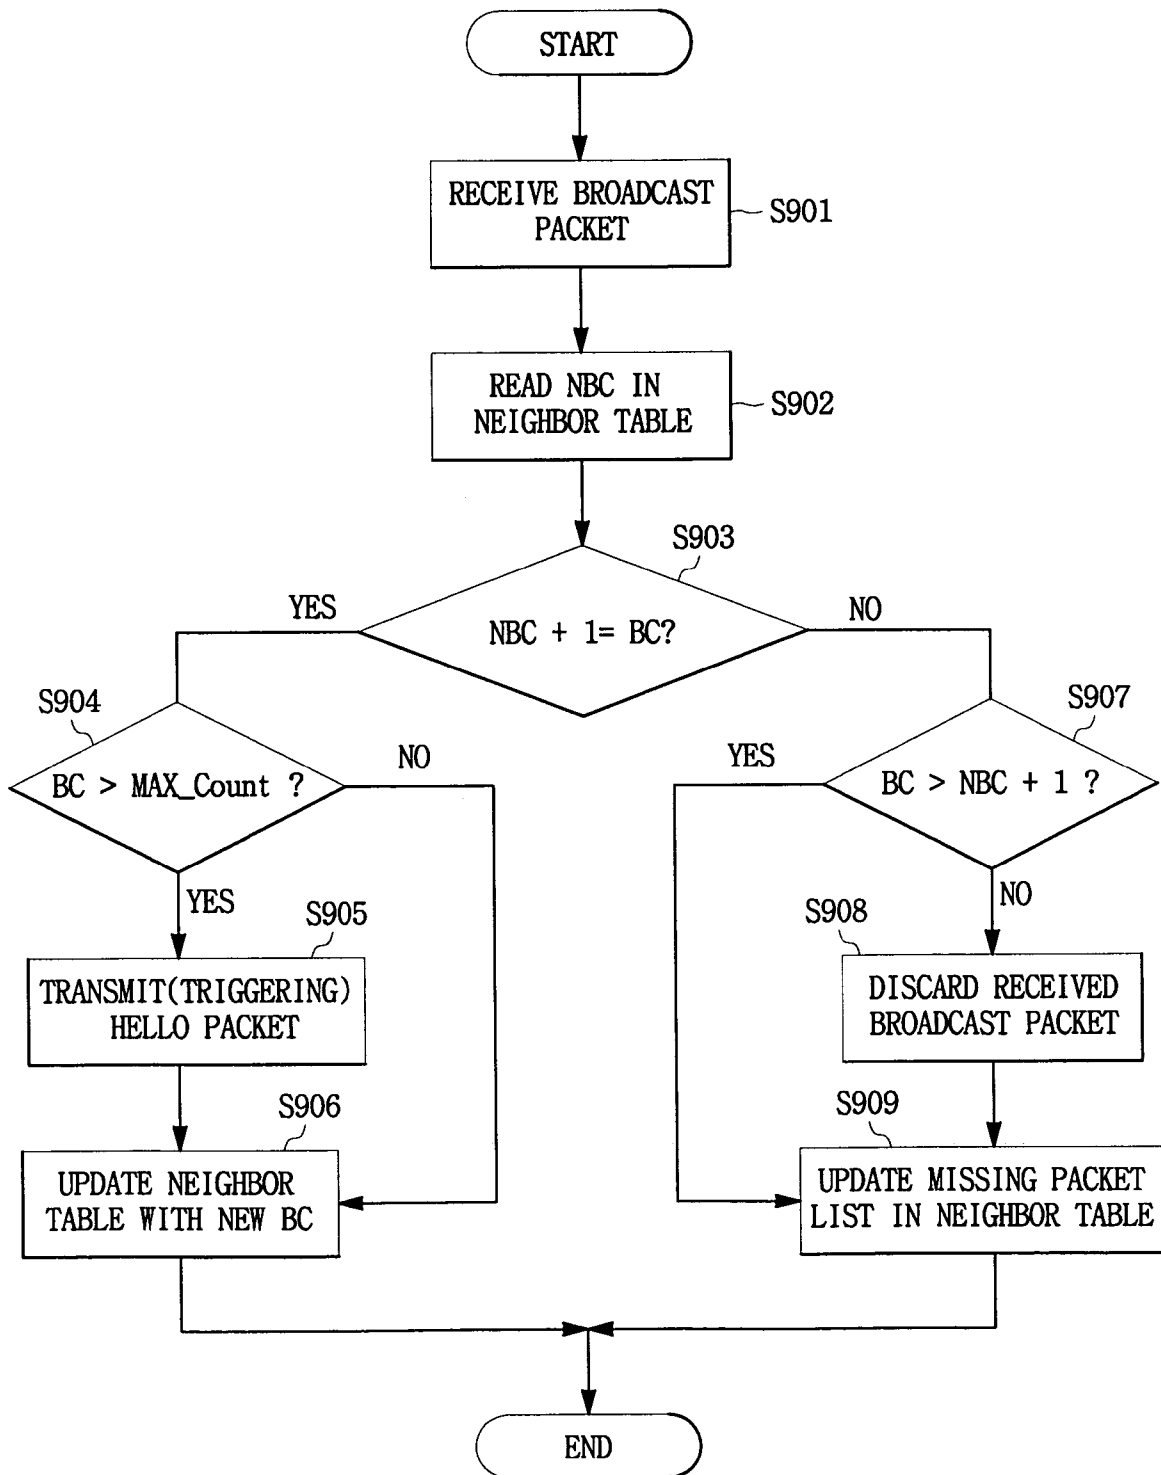 START
RECEIVE BROADCAST
PACKET
S901
READ NBC IN
NEIGHBOR TABLE
S902
S903
YES
NO
NBC + 1= BC?
S904
S907
NO
YES
BC > MAX_Count ?
BC > NBC + 1 ?
YES
NO
S905
S908
TRANSMIT(TRIGGERING)
HELLO PACKET
DISCARD RECEIVED
BROADCAST PACKET
S906
S909
UPDATE NEIGHBOR
TABLE WITH NEW BC
UPDATE MISSING PACKET
LIST IN NEIGHBOR TABLE
END